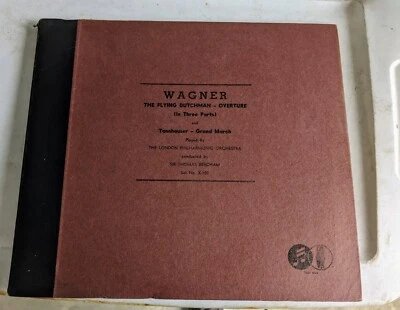 WAGNER
THE FLYING DUTCHMAN - OVERTURE
(In Three Parts)
and
Tannhauser - Grand March
Played by
THE LONDON PHILHARMONIC ORCHESTRA
conducted by
SIR THOMAS BEECHAM
Set No.